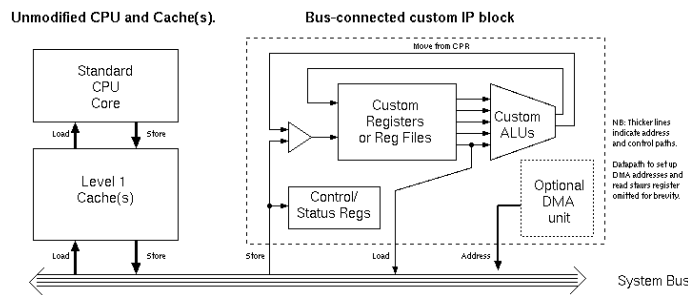 Unmodified CPU and Cache(s).
Bus-connected custom IP block
Move from CPR
Standard
CPU
Core
Load
Store
Level 1
Cache(s)
Load
Store
Custom
Registers
or Reg Files
Custom
ALUs
Control/
Status Regs
Optional
DMA
unit
NB: Thicker lines
indicate address
and control paths.
Datapath to set up
DMA addresses and
read staurs register
omitted for brevity.
Store
Load
Address
System Bus